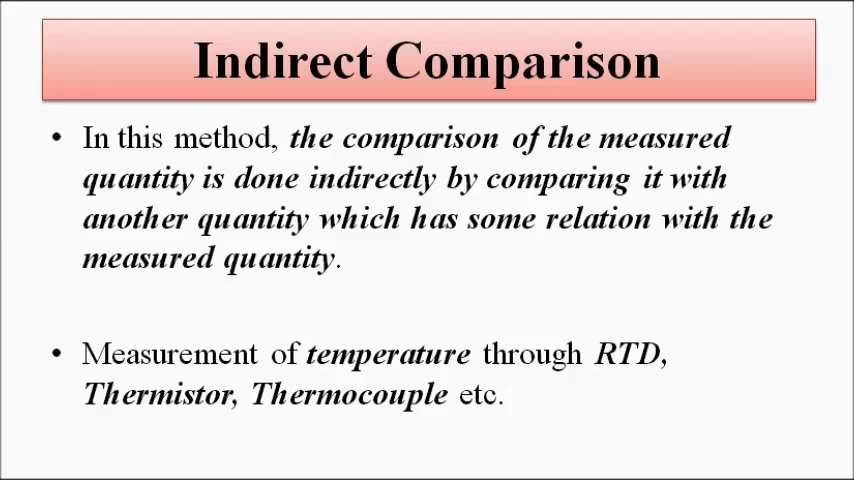 Indirect Comparison
• In this method, the comparison of the measured
quantity is done indirectly by comparing it with
another quantity which has some relation with the
measured quantity.
• Measurement of temperature through RTD,
Thermistor, Thermocouple etc.